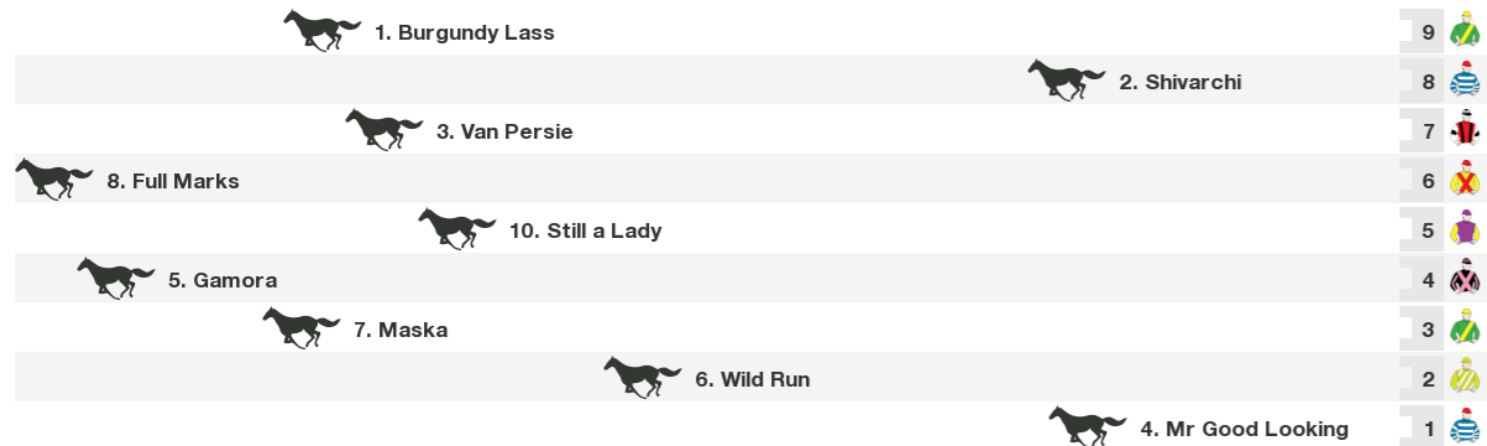 1. Burgundy Lass 9
2. Shivarchi 8
3. Van Persie 7
8. Full Marks 6
10. Still a Lady 5
5. Gamora 4
7. Maska 3
6. Wild Run 2
4. Mr Good Looking 1